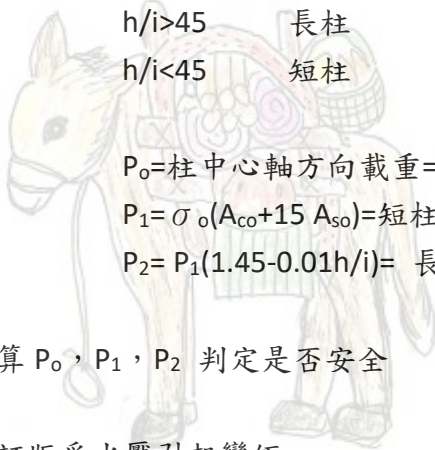 h/i>45 長柱
h/i<45 短柱
Po=柱中心軸方向載重=
P1=σo(Aco+15 Aso)=短柱
P2= P1(1.45-0.01h/i)= 長
算 Po，P1，P2 判定是否安全